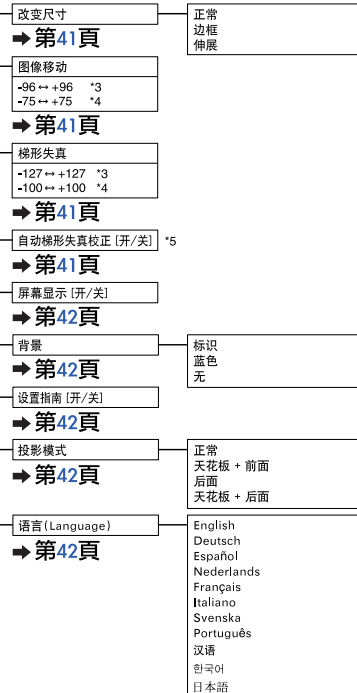 改变尺寸
正常
边框
伸展
➡ 第41頁
图像移动
-96 ↔ +96 *3
-75 ↔ +75 *4
➡ 第41頁
梯形失真
-127 ↔ +127 *3
-100 ↔ +100 *4
➡ 第41頁
自动梯形失真校正 [开/关] *5
➡ 第41頁
屏幕显示 [开/关]
➡ 第42頁
背景
标识
蓝色
无
➡ 第42頁
设置指南 [开/关]
➡ 第42頁
投影模式
正常
天花板 + 前面
后面
天花板 + 后面
➡ 第42頁
语言(Language)
English
Deutsch
Español
Nederlands
Français
Italiano
Svenska
Português
汉语
한국어
日本語
➡ 第42頁